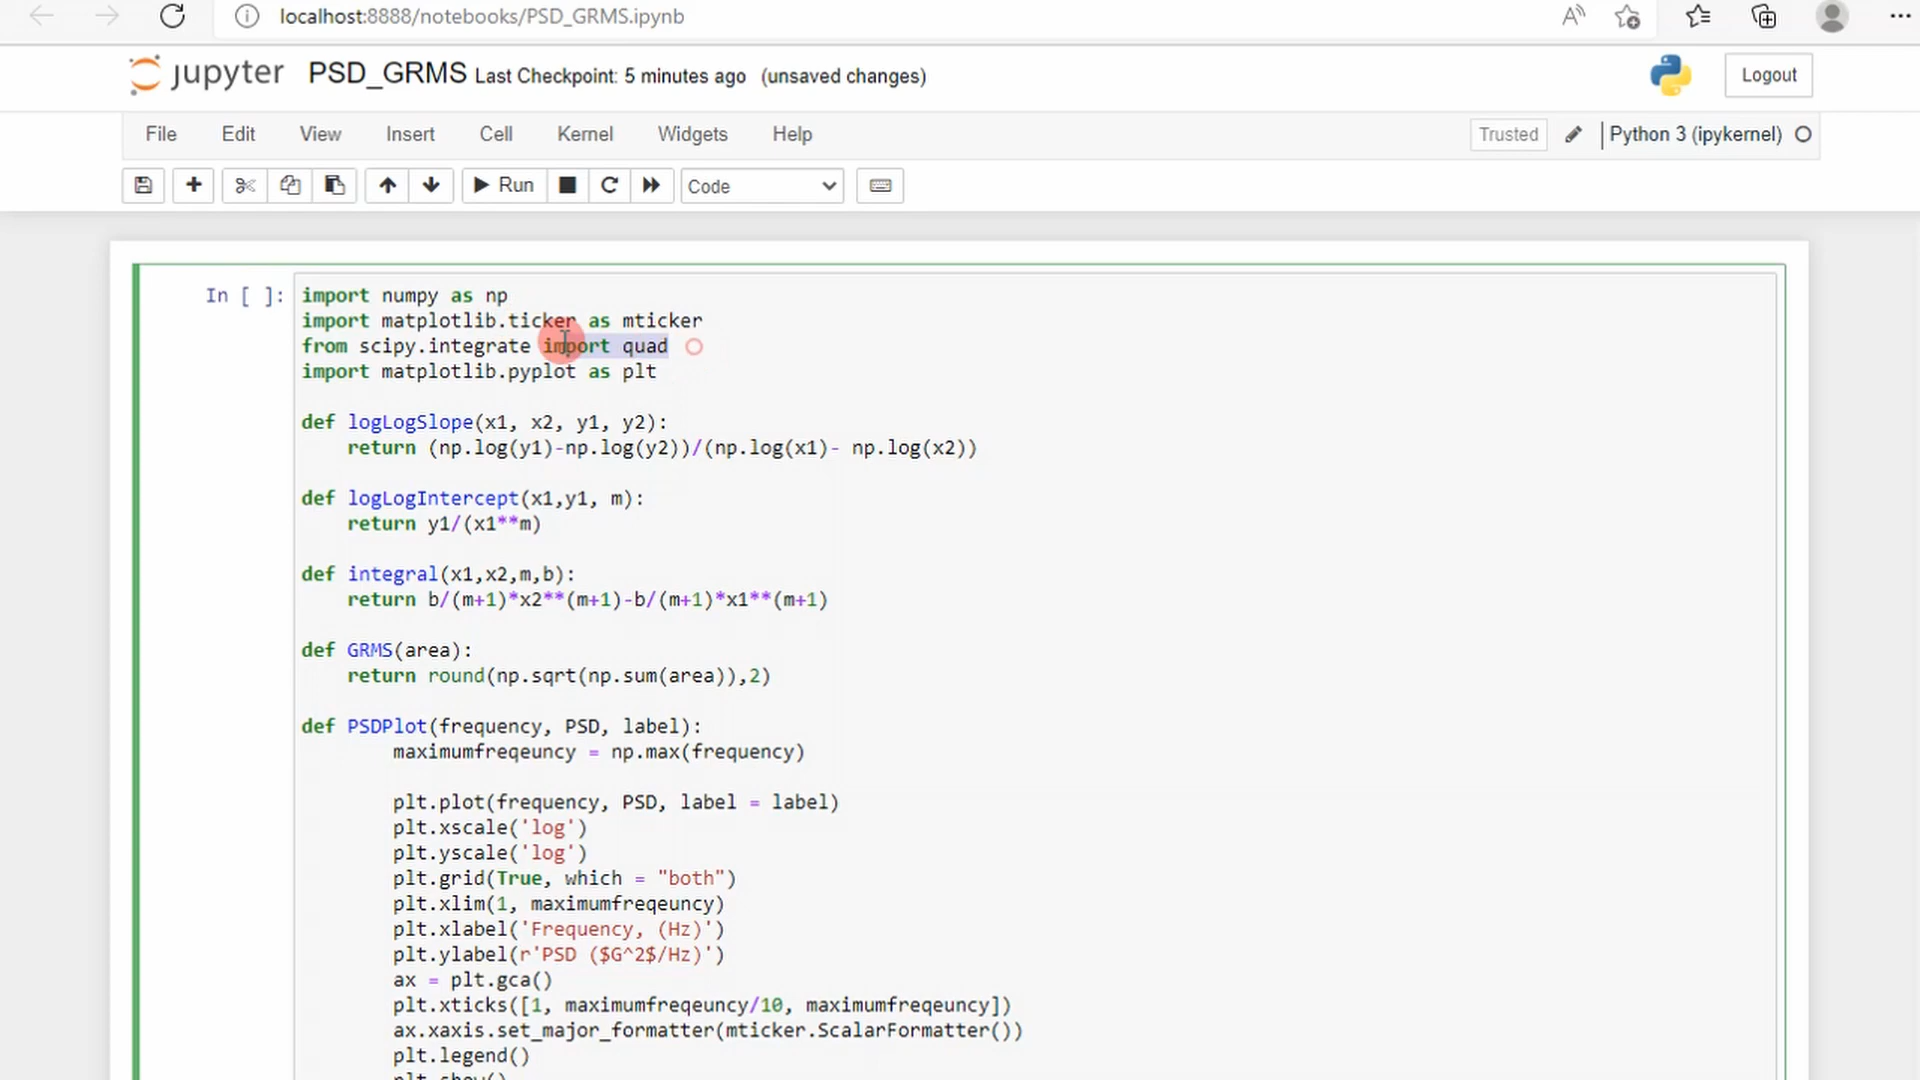 localhost:8888/notebooks/PSD_GRMS.ipynb
jupyter PSD_GRMS Last Checkpoint: 5 minutes ago (unsaved changes)
Logout
File Edit View Insert Cell Kernel Widgets Help
Trusted Python 3 (ipykernel)
Run Code
In [ ]: import numpy as np
import matplotlib.ticker as mticker
from scipy.integrate import quad
import matplotlib.pyplot as plt
def logLogSlope(x1, x2, y1, y2):
return (np.log(y1)-np.log(y2))/(np.log(x1)- np.log(x2))
def logLogIntercept(x1,y1, m):
return y1/(x1**m)
def integral(x1,x2,m,b):
return b/(m+1)*x2**(m+1)-b/(m+1)*x1**(m+1)
def GRMS(area):
return round(np.sqrt(np.sum(area)),2)
def PSDPlot(frequency, PSD, label):
maximumfreqeuncy = np.max(frequency)
plt.plot(frequency, PSD, label = label)
plt.xscale('log')
plt.yscale('log')
plt.grid(True, which = "both")
plt.xlim(1, maximumfreqeuncy)
plt.xlabel('Frequency, (Hz)')
plt.ylabel(r'PSD ($G^2$/Hz)')
ax = plt.gca()
plt.xticks([1, maximumfreqeuncy/10, maximumfreqeuncy])
ax.xaxis.set_major_formatter(mticker.ScalarFormatter())
plt.legend()
plt.show()